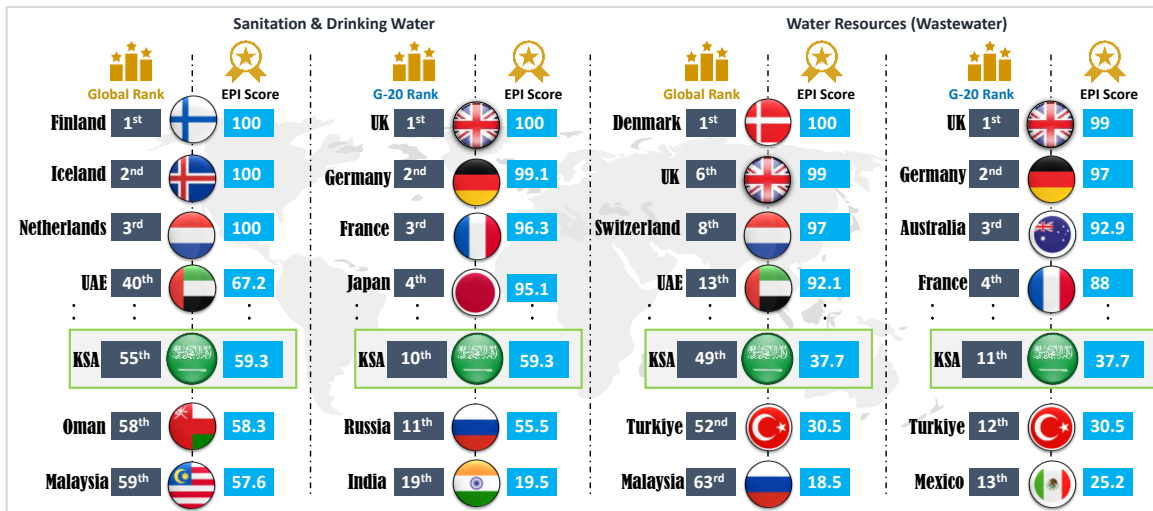 Sanitation & Drinking Water
Water Resources (Wastewater)
Global Rank EPI Score
Finland 1st 100
Iceland 2nd 100
Netherlands 3rd 100
UAE 40th 67.2
KSA 55th 59.3
Oman 58th 58.3
Malaysia 59th 57.6
G-20 Rank EPI Score
UK 1st 100
Germany 2nd 99.1
France 3rd 96.3
Japan 4th 95.1
KSA 10th 59.3
Russia 11th 55.5
India 19th 19.5
Global Rank EPI Score
Denmark 1st 100
UK 6th 99
Switzerland 8th 97
UAE 13th 92.1
KSA 49th 37.7
Turkiye 52nd 30.5
Malaysia 63rd 18.5
G-20 Rank EPI Score
UK 1st 99
Germany 2nd 97
Australia 3rd 92.9
France 4th 88
KSA 11th 37.7
Turkiye 12th 30.5
Mexico 13th 25.2